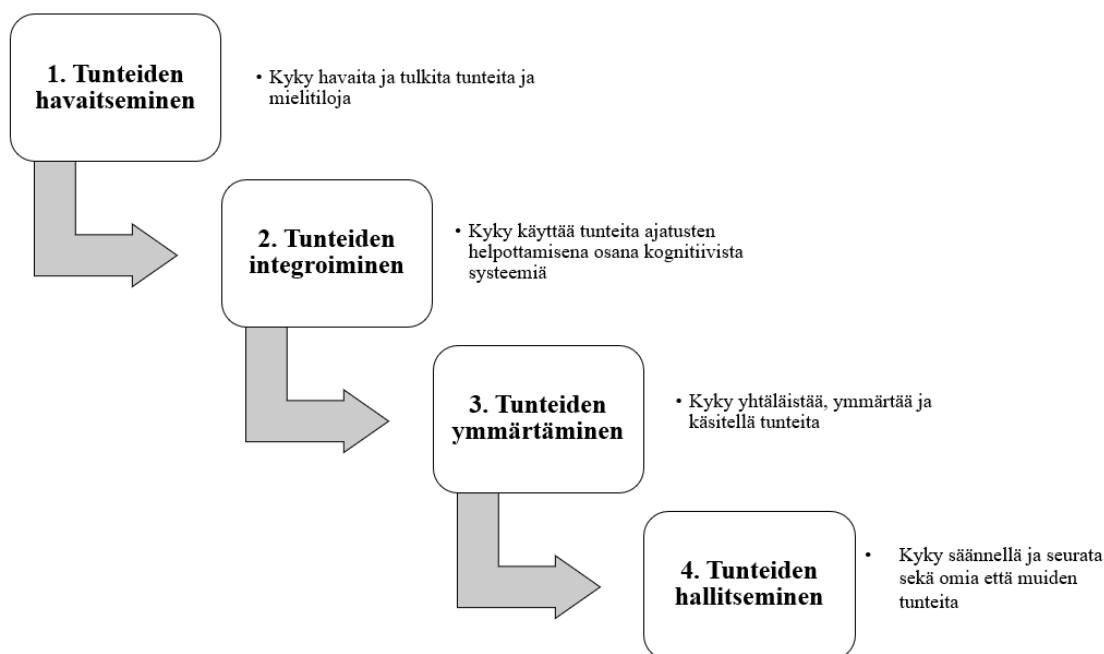 1. Tunteiden
havaitseminen
• Kyky havaita ja tulkita tunteita ja
mielitiloja
2. Tunteiden
integroiminen
• Kyky käyttää tunteita ajatusten
helpottamisena osana kognitiivista
systeemiä
3. Tunteiden
ymmärtäminen
• Kyky yhtäläistää, ymmärtää ja
käsitellä tunteita
4. Tunteiden
hallitseminen
• Kyky säännellä ja seurata
sekä omia että muiden
tunteita